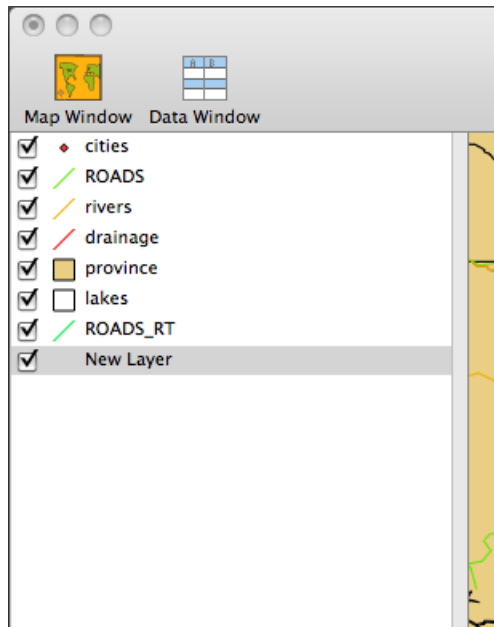 Map Window Data Window
cities
ROADS
rivers
drainage
province
lakes
ROADS_RT
New Layer